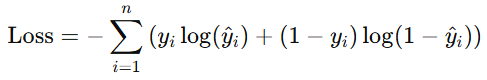 Loss = − ∑_{i=1}^{n} (y_i log(ŷ_i) + (1 − y_i) log(1 − ŷ_i))